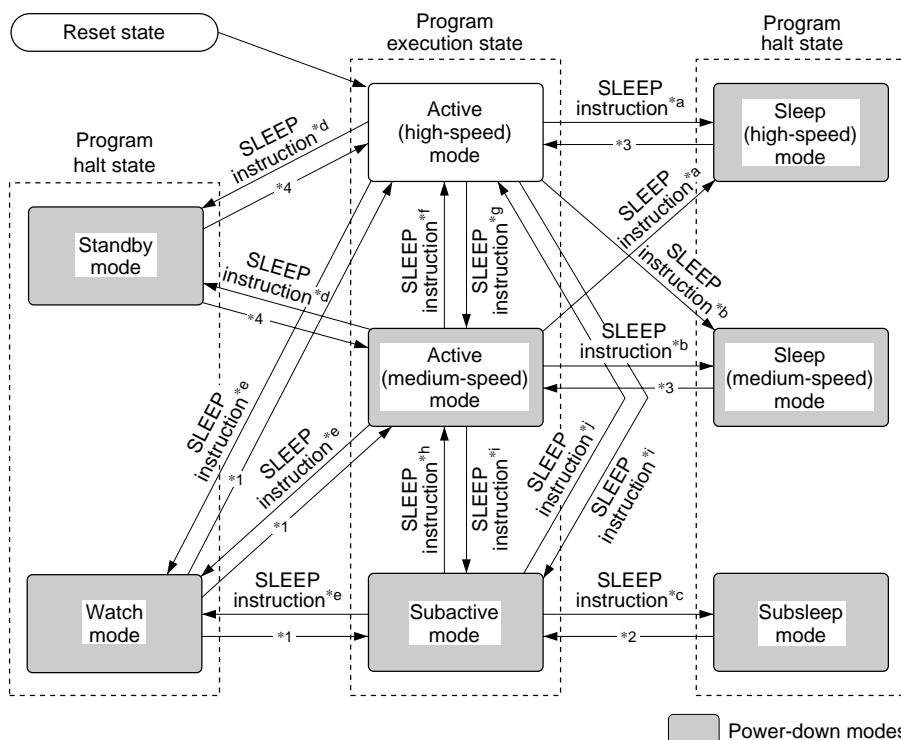 Reset state
Program
execution state
Program
halt state
Program
halt state
Active
(high-speed)
mode
SLEEP
instruction*a
*3
Sleep
(high-speed)
mode
SLEEP
instruction*d
*4
Standby
mode
SLEEP
instruction*d
*4
SLEEP
instruction*f
SLEEP
instruction*g
SLEEP
instruction*a
SLEEP
instruction*b
Active
(medium-speed)
mode
SLEEP
instruction*b
*3
Sleep
(medium-speed)
mode
SLEEP
instruction*e
*1
SLEEP
instruction*e
*1
SLEEP
instruction*h
SLEEP
instruction*i
SLEEP
instruction*j
SLEEP
instruction*i
Watch
mode
SLEEP
instruction*e
*1
Subactive
mode
SLEEP
instruction*c
*2
Subsleep
mode
Power-down modes